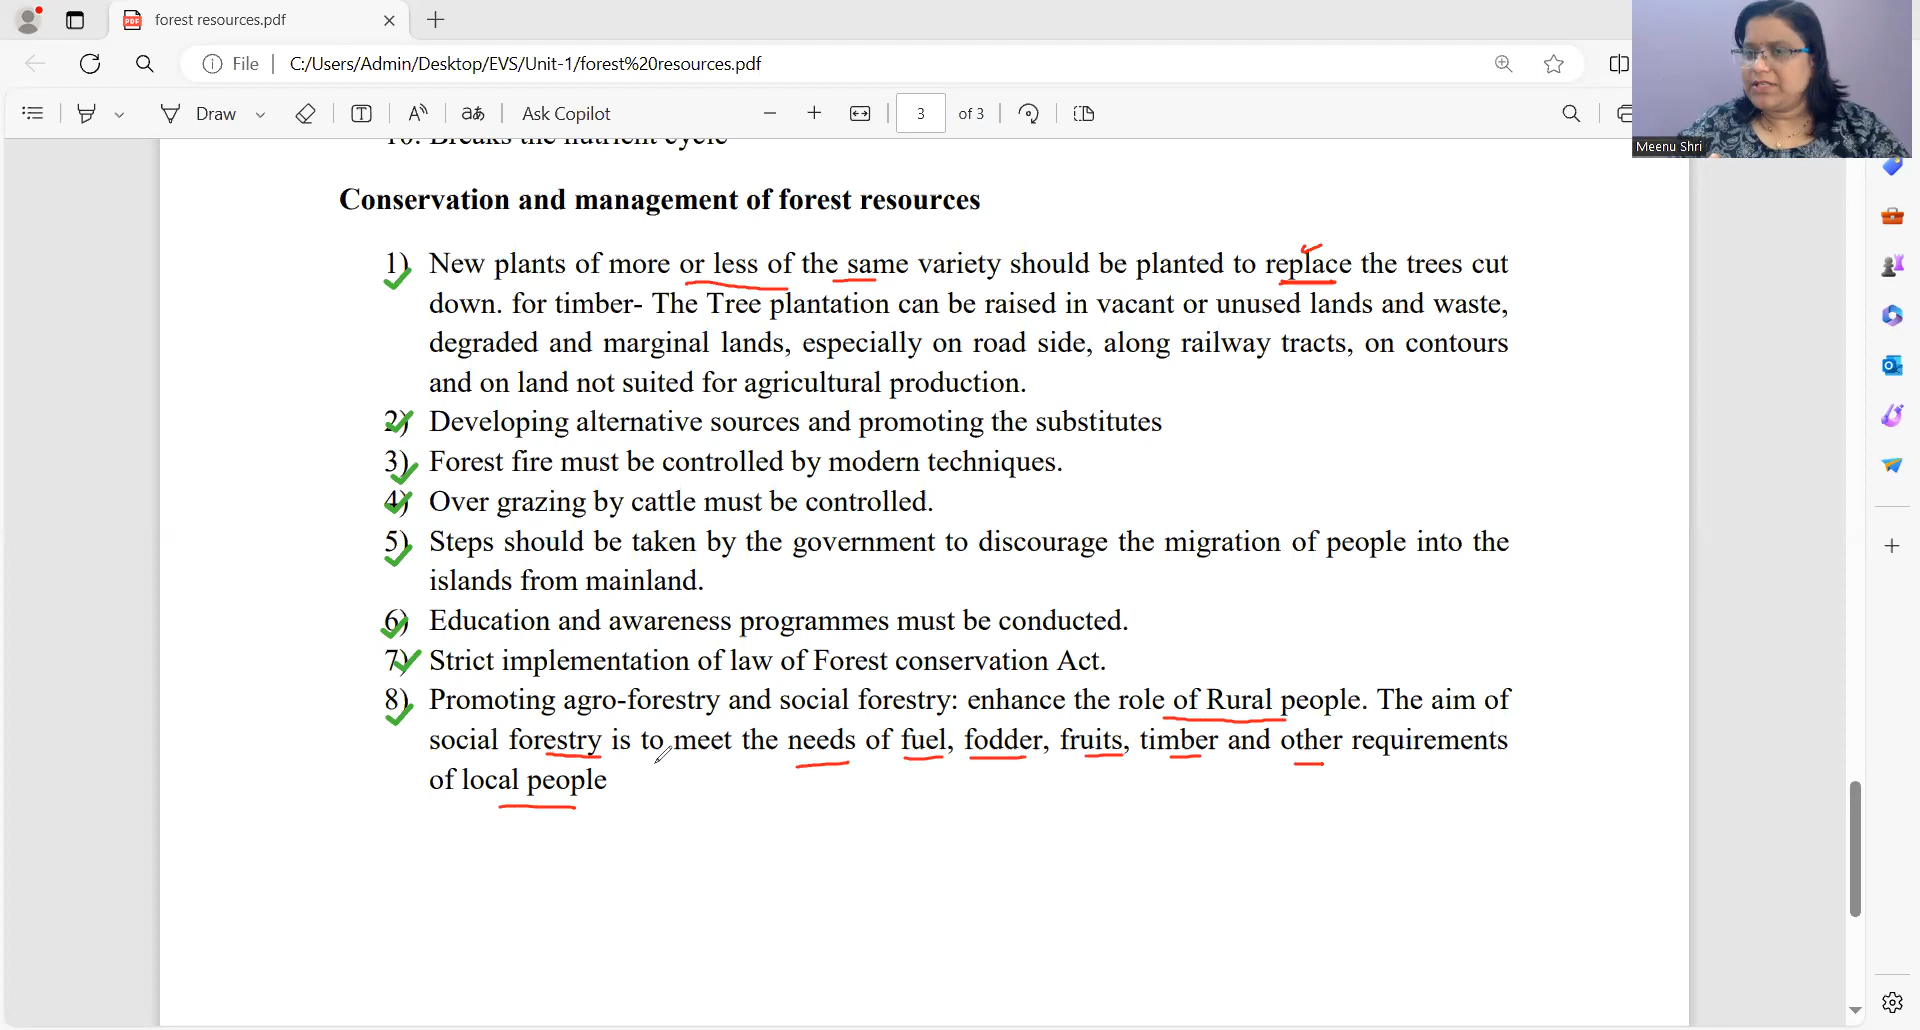 forest resources.pdf
File
C:/Users/Admin/Desktop/EVS/Unit-1/forest%20resources.pdf
Draw
Ask Copilot
3 of 3
Meenu Shri
10. Breaks the nutrient cycle
Conservation and management of forest resources
1) New plants of more or less of the same variety should be planted to replace the trees cut
down. for timber- The Tree plantation can be raised in vacant or unused lands and waste,
degraded and marginal lands, especially on road side, along railway tracts, on contours
and on land not suited for agricultural production.
2) Developing alternative sources and promoting the substitutes
3) Forest fire must be controlled by modern techniques.
4) Over grazing by cattle must be controlled.
5) Steps should be taken by the government to discourage the migration of people into the
islands from mainland.
6) Education and awareness programmes must be conducted.
7) Strict implementation of law of Forest conservation Act.
8) Promoting agro-forestry and social forestry: enhance the role of Rural people. The aim of
social forestry is to meet the needs of fuel, fodder, fruits, timber and other requirements
of local people